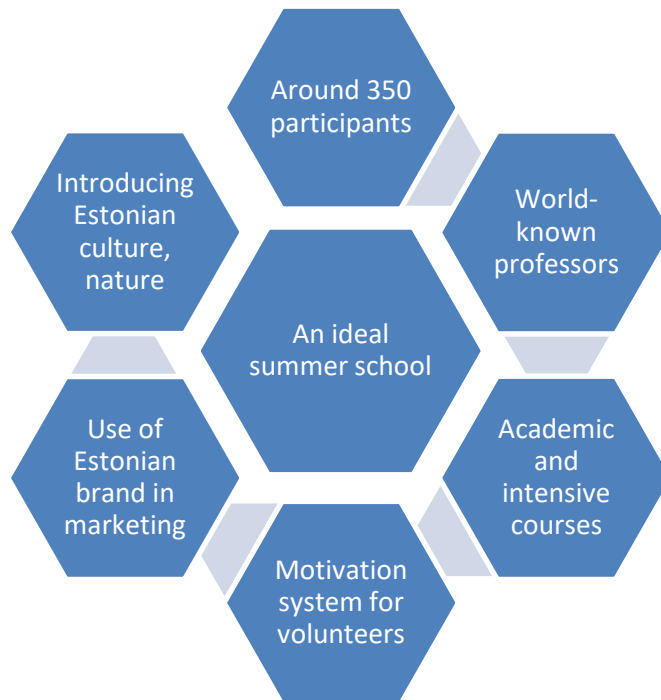 Around 350
participants
World-
known
professors
Academic
and
intensive
courses
Motivation
system for
volunteers
Use of
Estonian
brand in
marketing
Introducing
Estonian
culture,
nature
An ideal
summer school